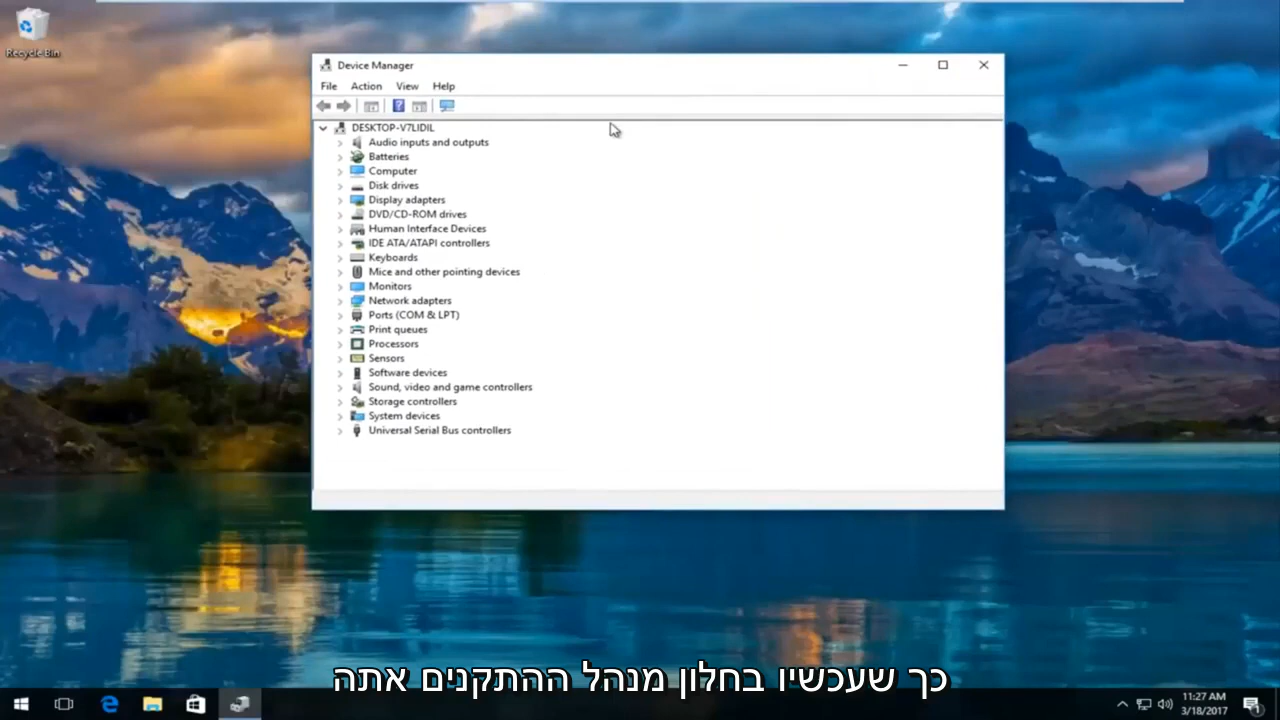 Recycle Bin
Device Manager
File Action View Help
DESKTOP-V7LIDIL
Audio inputs and outputs
Batteries
Computer
Disk drives
Display adapters
DVD/CD-ROM drives
Human Interface Devices
IDE ATA/ATAPI controllers
Keyboards
Mice and other pointing devices
Monitors
Network adapters
Ports (COM & LPT)
Print queues
Processors
Sensors
Software devices
Sound, video and game controllers
Storage controllers
System devices
Universal Serial Bus controllers
כך שעכשיו בחלון מנהל ההתקנים אתה
11:27 AM
3/18/2017
1